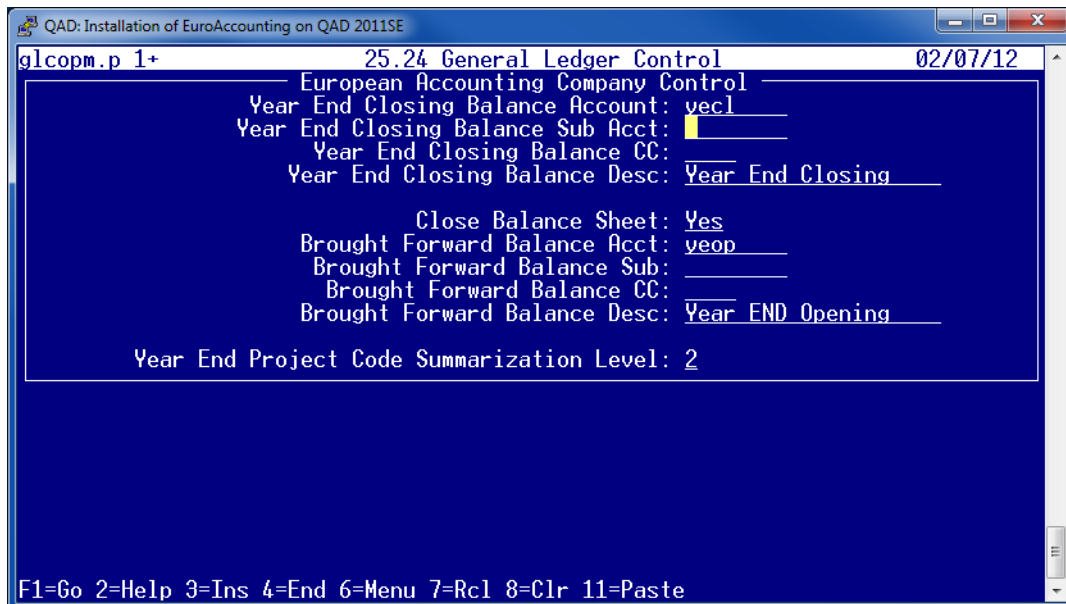 QAD: Installation of EuroAccounting on QAD 2011SE
glcopm.p 1+ 25.24 General Ledger Control 02/07/12
European Accounting Company Control
Year End Closing Balance Account: yecl
Year End Closing Balance Sub Acct:
Year End Closing Balance CC:
Year End Closing Balance Desc: Year End Closing
Close Balance Sheet: Yes
Brought Forward Balance Acct: yeop
Brought Forward Balance Sub:
Brought Forward Balance CC:
Brought Forward Balance Desc: Year END Opening
Year End Project Code Summarization Level: 2
F1=Go 2=Help 3=Ins 4=End 6=Menu 7=Rcl 8=Clr 11=Paste